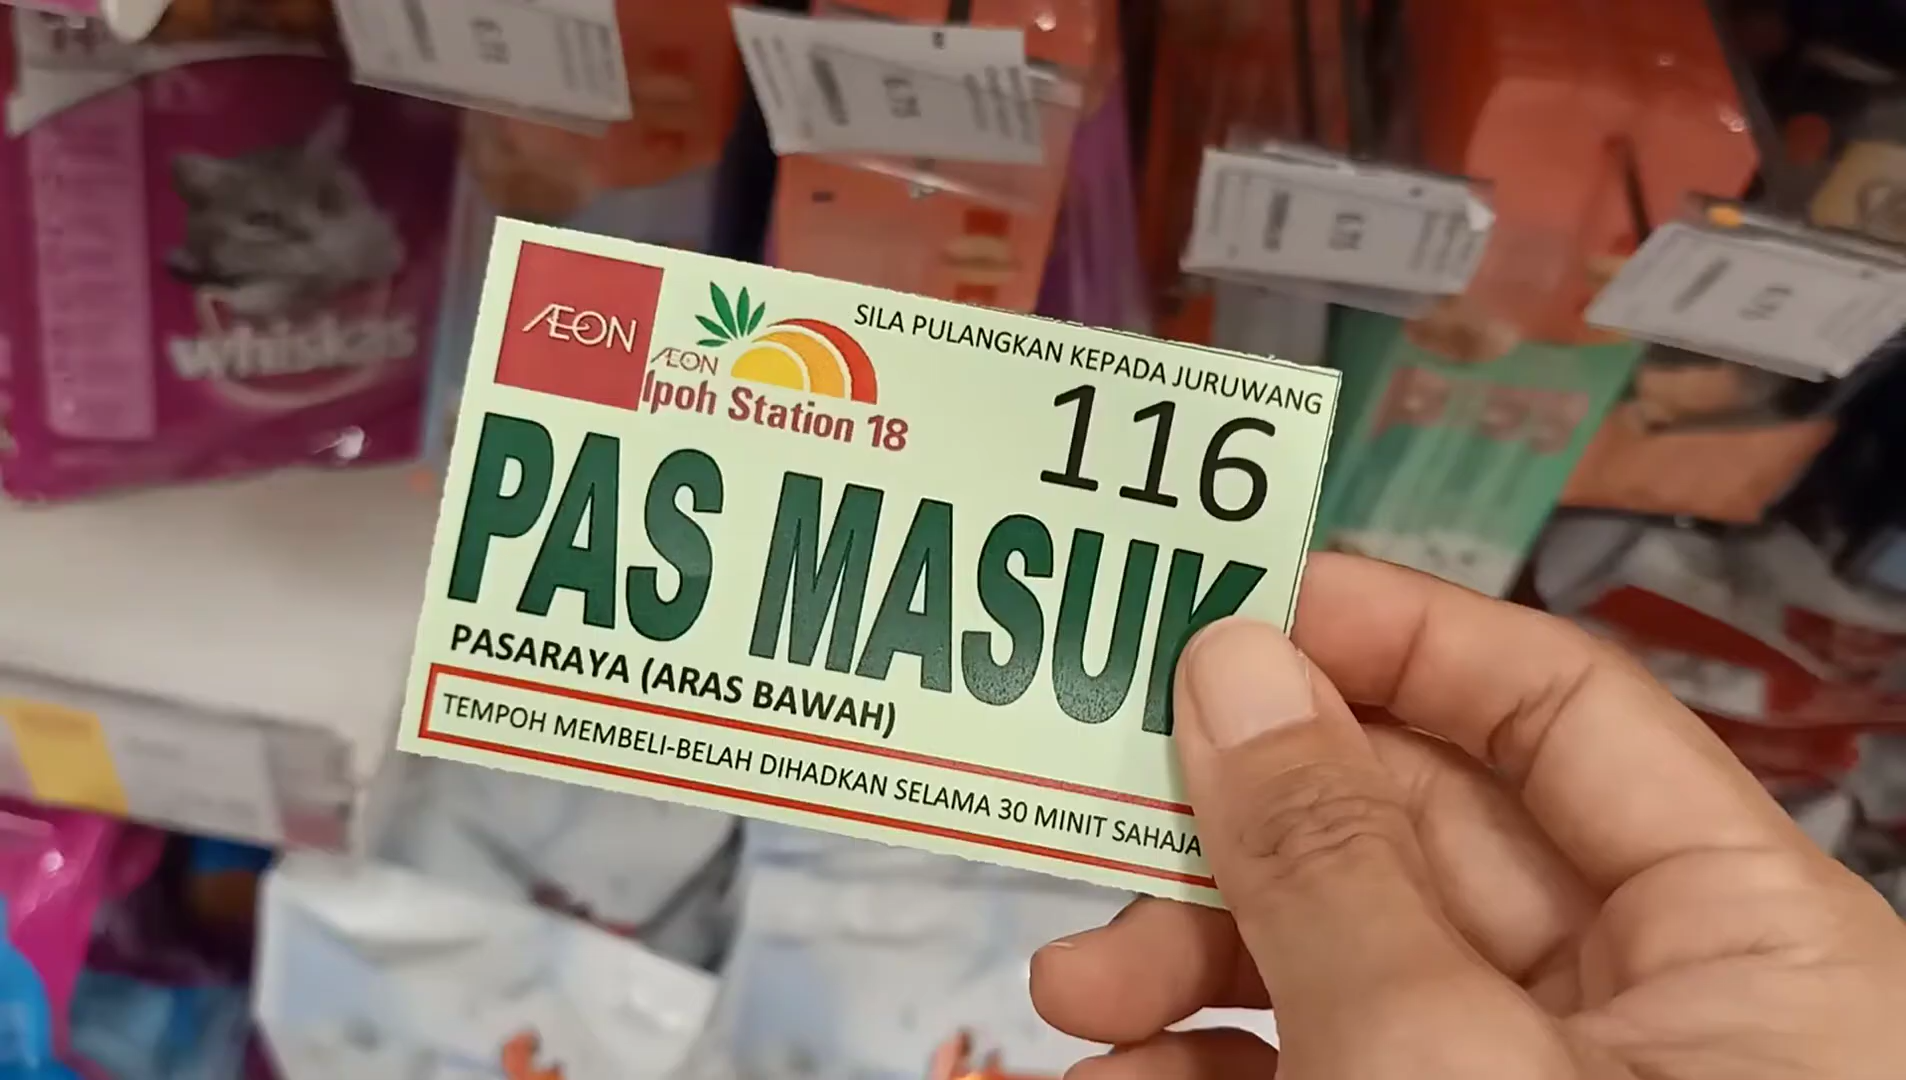 ÆON
ÆON
Ipoh Station 18
SILA PULANGKAN KEPADA JURUWANG
116
PAS MASUK
PASARAYA (ARAS BAWAH)
TEMPOH MEMBELI-BELAH DIHADKAN SELAMA 30 MINIT SAHAJA
whiskas